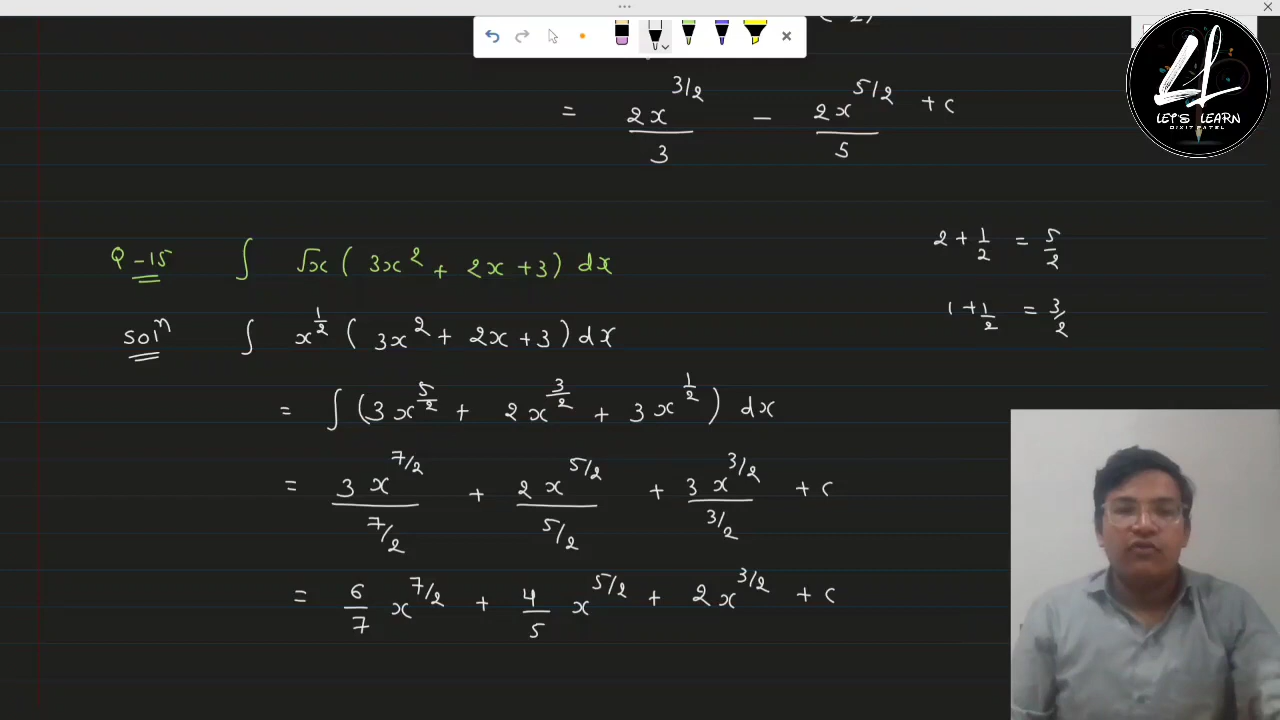 = 2x^{3/2}/3 - 2x^{5/2}/5 + c
LET'S LEARN
DIXIT PATEL
Q-15 ∫ √x ( 3x² + 2x + 3 ) dx
2 + 1/2 = 5/2
Solⁿ ∫ x^{1/2} ( 3x² + 2x + 3 ) dx
1 + 1/2 = 3/2
= ∫ ( 3x^{5/2} + 2x^{3/2} + 3x^{1/2} ) dx
= 3x^{7/2}/(7/2) + 2x^{5/2}/(5/2) + 3x^{3/2}/(3/2) + c
= 6/7 x^{7/2} + 4/5 x^{5/2} + 2x^{3/2} + c